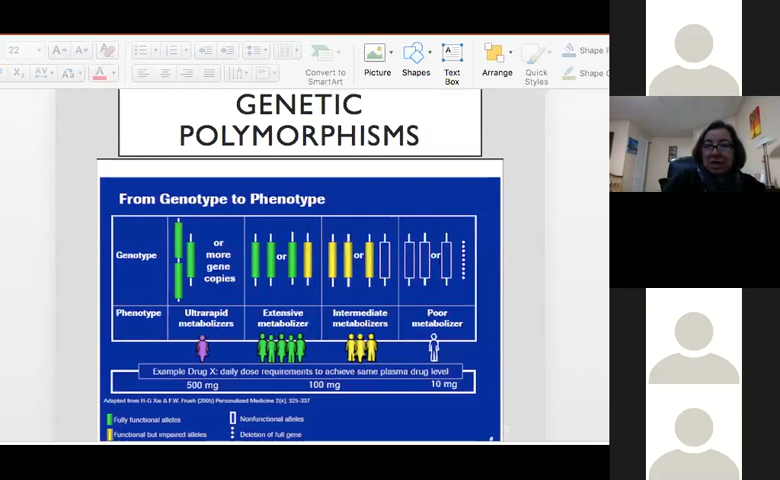 22
Convert to
SmartArt
Picture
Shapes
Text
Box
Arrange
Quick
Styles
Shape
Shape
GENETIC
POLYMORPHISMS
From Genotype to Phenotype
Genotype
or
more
gene
copies
or
or
or
Phenotype
Ultrarapid
metabolizers
Extensive
metabolizer
Intermediate
metabolizers
Poor
metabolizer
Example Drug X: daily dose requirements to achieve same plasma drug level
500 mg 100 mg 10 mg
Adapted from H-G Xie & F.W. Frueh (2005) Personalized Medicine 2(4), 325-337
Fully functional alleles
Nonfunctional alleles
Functional but impaired alleles
Deletion of full gene